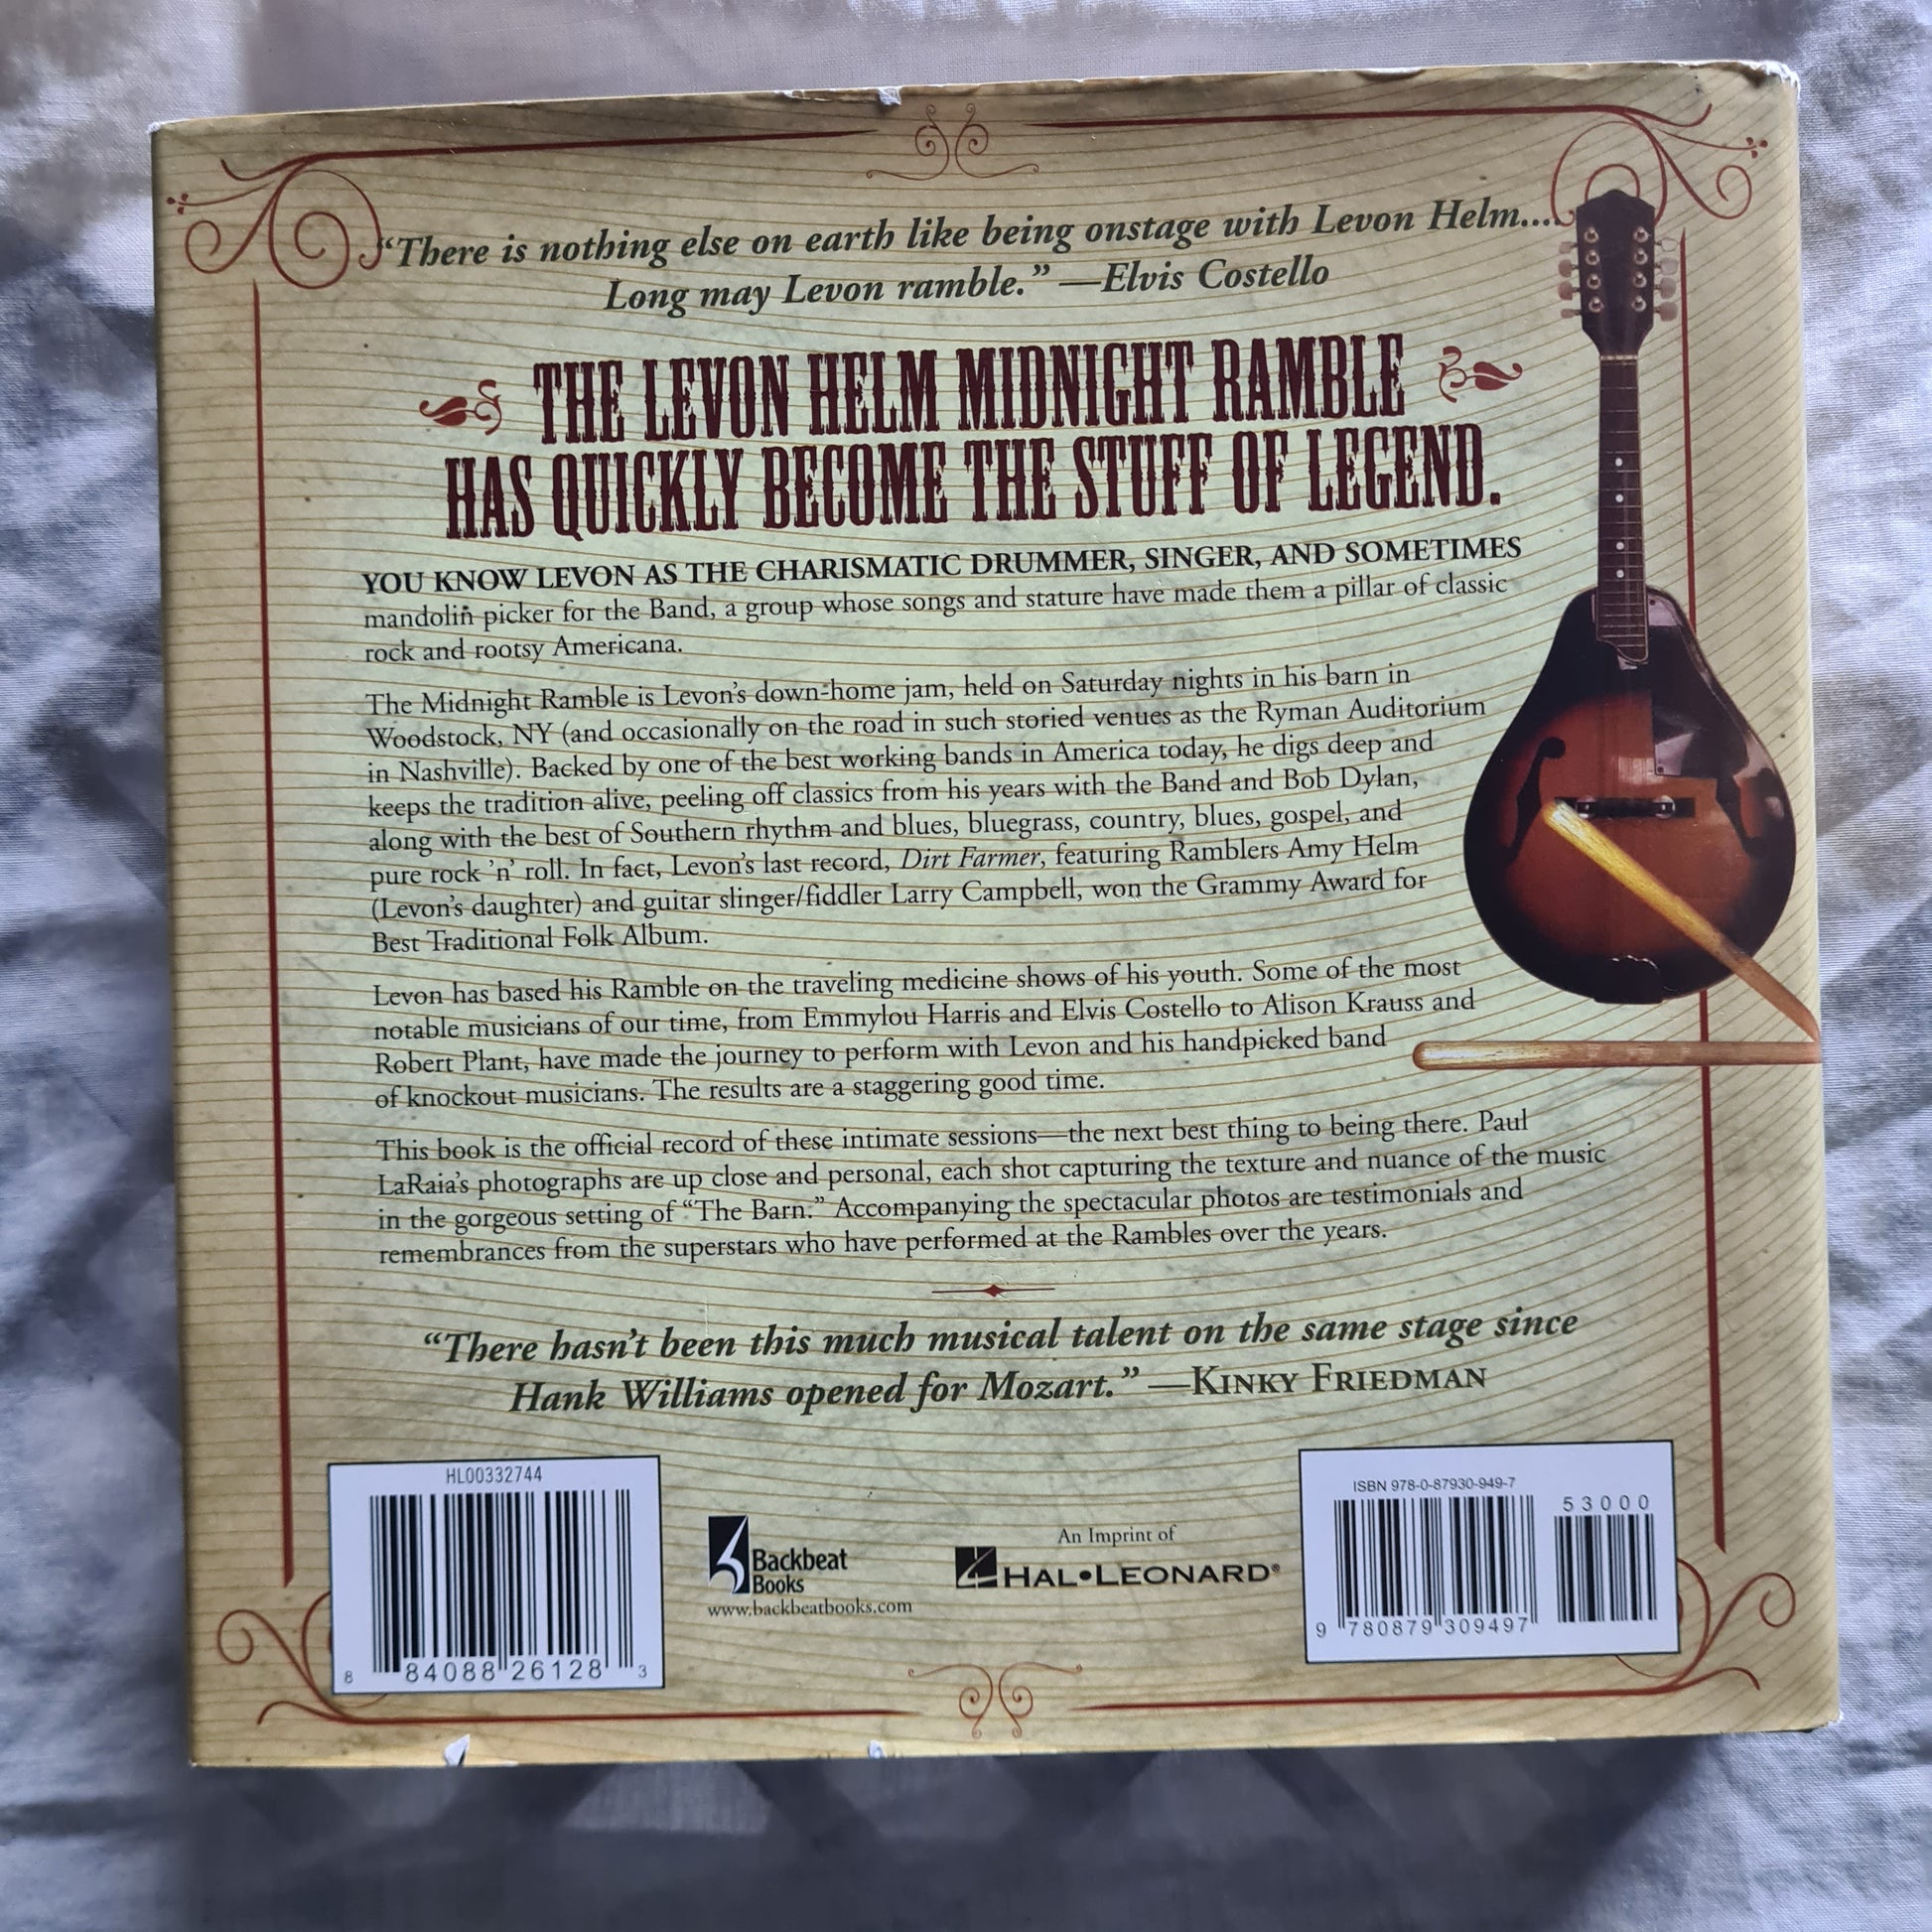 “There is nothing else on earth like being onstage with Levon Helm....
Long may Levon ramble.” —Elvis Costello
THE LEVON HELM MIDNIGHT RAMBLE
HAS QUICKLY BECOME THE STUFF OF LEGEND.
YOU KNOW LEVON AS THE CHARISMATIC DRUMMER, SINGER, AND SOMETIMES
mandolin picker for the Band, a group whose songs and stature have made them a pillar of classic
rock and rootsy Americana.
The Midnight Ramble is Levon’s down-home jam, held on Saturday nights in his barn in
Woodstock, NY (and occasionally on the road in such storied venues as the Ryman Auditorium
in Nashville). Backed by one of the best working bands in America today, he digs deep and
keeps the tradition alive, peeling off classics from his years with the Band and Bob Dylan,
along with the best of Southern rhythm and blues, bluegrass, country, blues, gospel, and
pure rock ’n’ roll. In fact, Levon’s last record, Dirt Farmer, featuring Ramblers Amy Helm
(Levon’s daughter) and guitar slinger/fiddler Larry Campbell, won the Grammy Award for
Best Traditional Folk Album.
Levon has based his Ramble on the traveling medicine shows of his youth. Some of the most
notable musicians of our time, from Emmylou Harris and Elvis Costello to Alison Krauss and
Robert Plant, have made the journey to perform with Levon and his handpicked band
of knockout musicians. The results are a staggering good time.
This book is the official record of these intimate sessions—the next best thing to being there. Paul
LaRaia’s photographs are up close and personal, each shot capturing the texture and nuance of the music
in the gorgeous setting of “The Barn.” Accompanying the spectacular photos are testimonials and
remembrances from the superstars who have performed at the Rambles over the years.
“There hasn’t been this much musical talent on the same stage since
Hank Williams opened for Mozart.” —KINKY FRIEDMAN
HL00332744
8 84088 26128 3
Backbeat
Books
www.backbeatbooks.com
An Imprint of
HAL•LEONARD®
ISBN 978-0-87930-949-7
53000
9 780879 309497